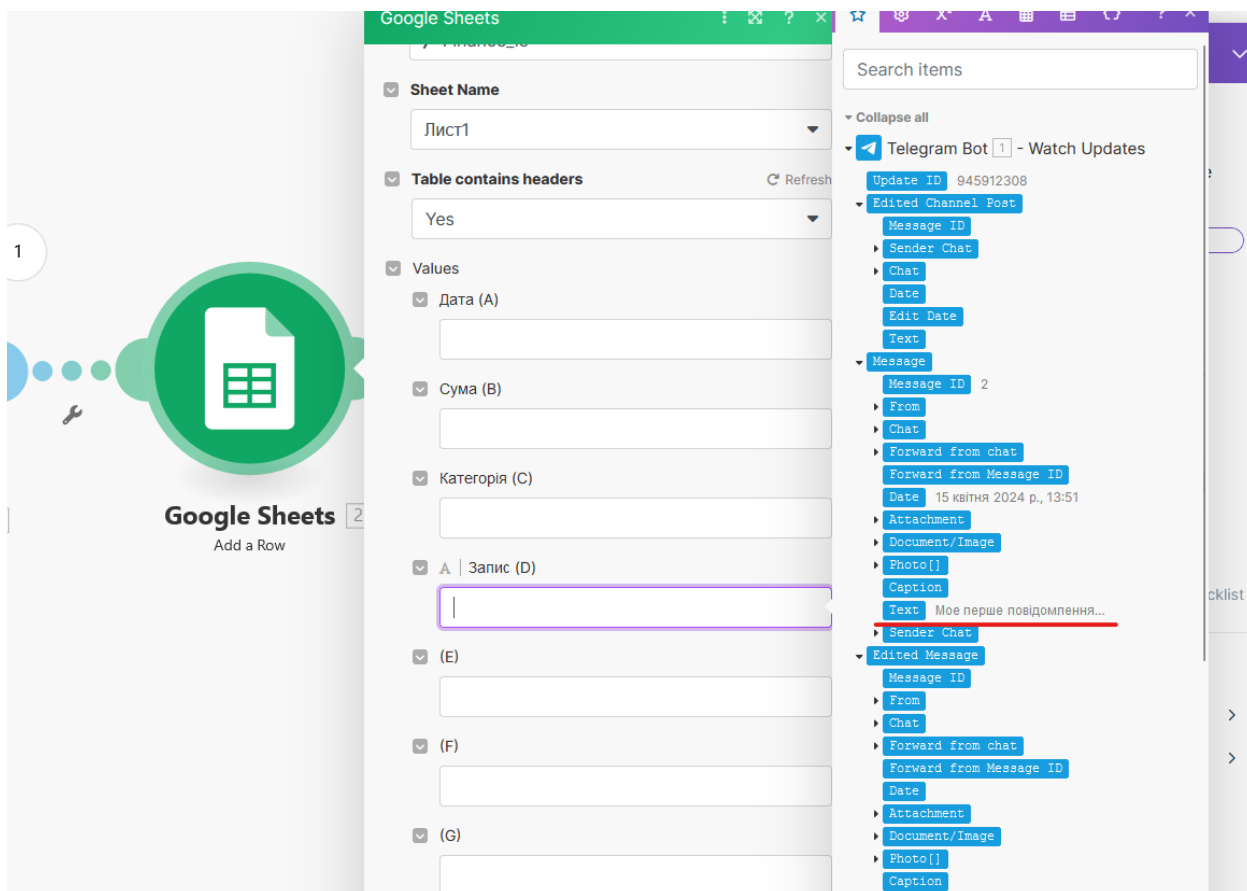 Google Sheets
Sheet Name
Лист1
Table contains headers
Refresh
Yes
Values
Дата (A)
Сума (B)
Категорія (C)
A | Запис (D)
(E)
(F)
(G)
1
Google Sheets 2
Add a Row
Search items
Collapse all
Telegram Bot 1 - Watch Updates
Update ID 945912308
Edited Channel Post
Message ID
Sender Chat
Chat
Date
Edit Date
Text
Message
Message ID 2
From
Chat
Forward from chat
Forward from Message ID
Date 15 квітня 2024 р., 13:51
Attachment
Document/Image
Photo[]
Caption
Text Мое перше повідомлення...
Sender Chat
Edited Message
Message ID
From
Chat
Forward from chat
Forward from Message ID
Date
Attachment
Document/Image
Photo[]
Caption
cklist